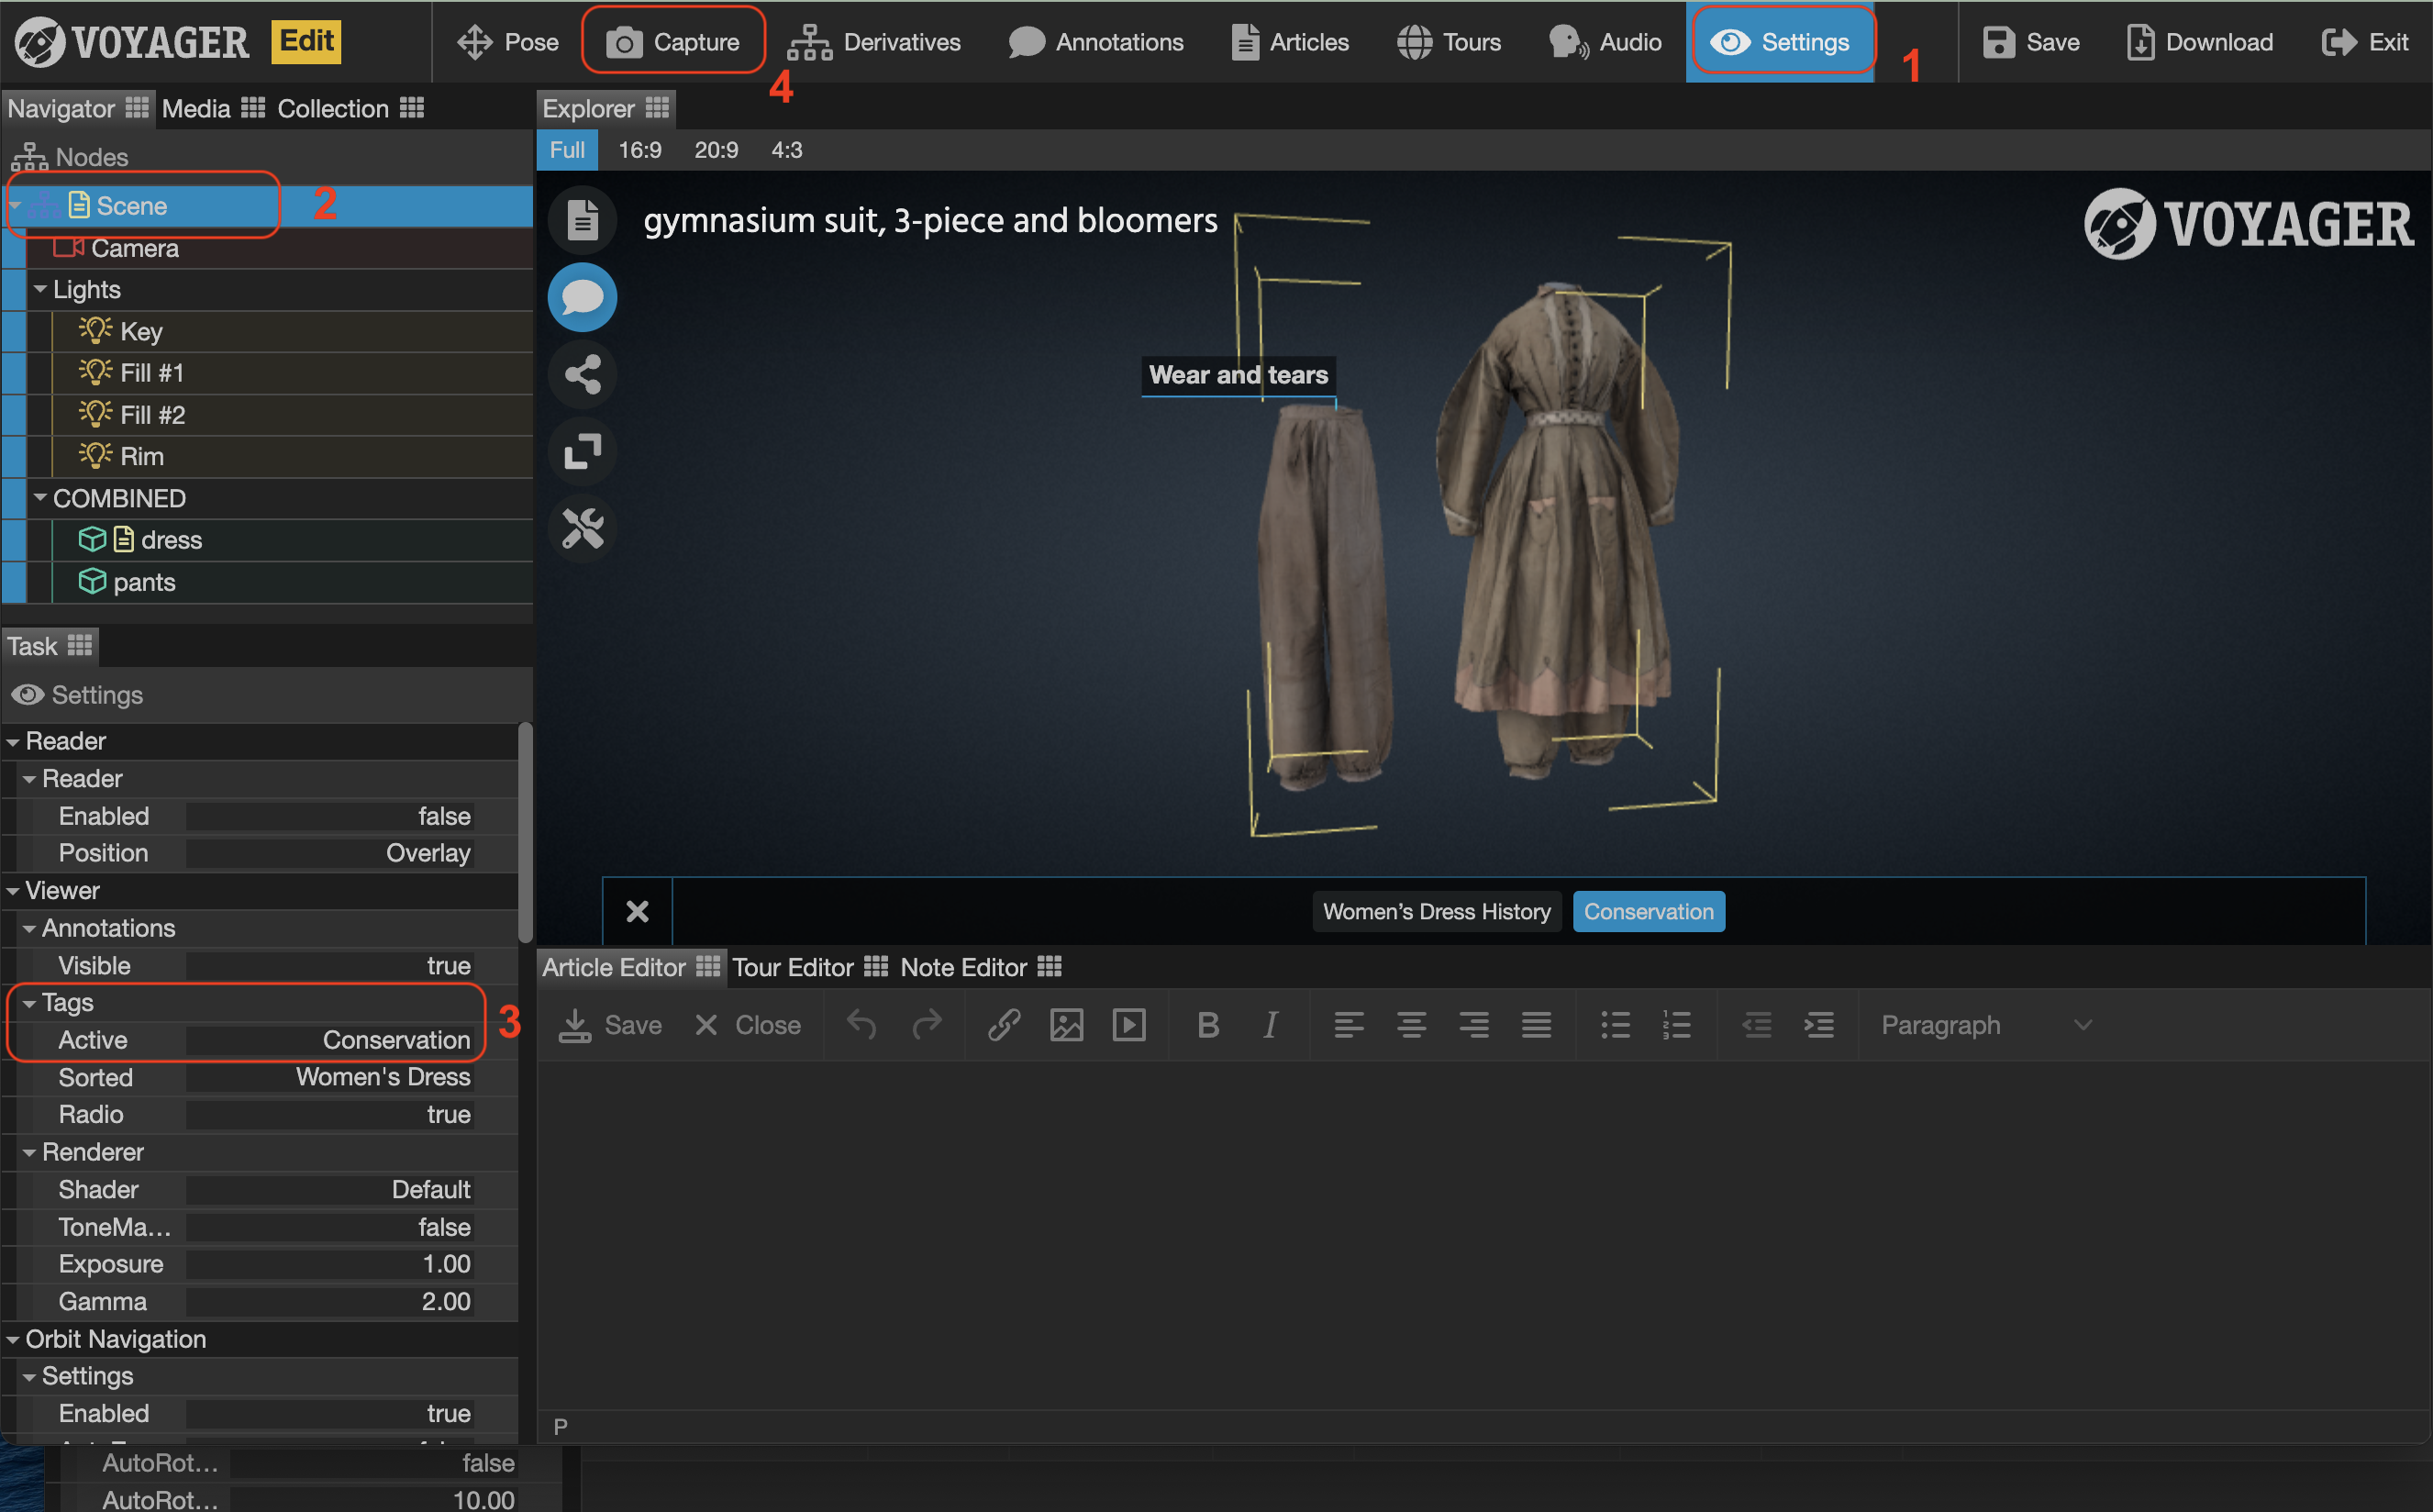 VOYAGER Edit Pose Capture Derivatives Annotations Articles Tours Audio Settings Save Download Exit
4 1
Navigator Media Collection
Nodes
Scene
2
Camera
Lights
Key
Fill #1
Fill #2
Rim
COMBINED
dress
pants
Task
Settings
Reader
Reader
Enabled false
Position Overlay
Viewer
Annotations
Visible true
Tags
Active Conservation
3
Sorted Women's Dress
Radio true
Renderer
Shader Default
ToneMa... false
Exposure 1.00
Gamma 2.00
Orbit Navigation
Settings
Enabled true
AutoRot... false
AutoRot... 10.00
Explorer
Full 16:9 20:9 4:3
gymnasium suit, 3-piece and bloomers
VOYAGER
Wear and tears
Women’s Dress History Conservation
Article Editor Tour Editor Note Editor
Save Close B I Paragraph
P